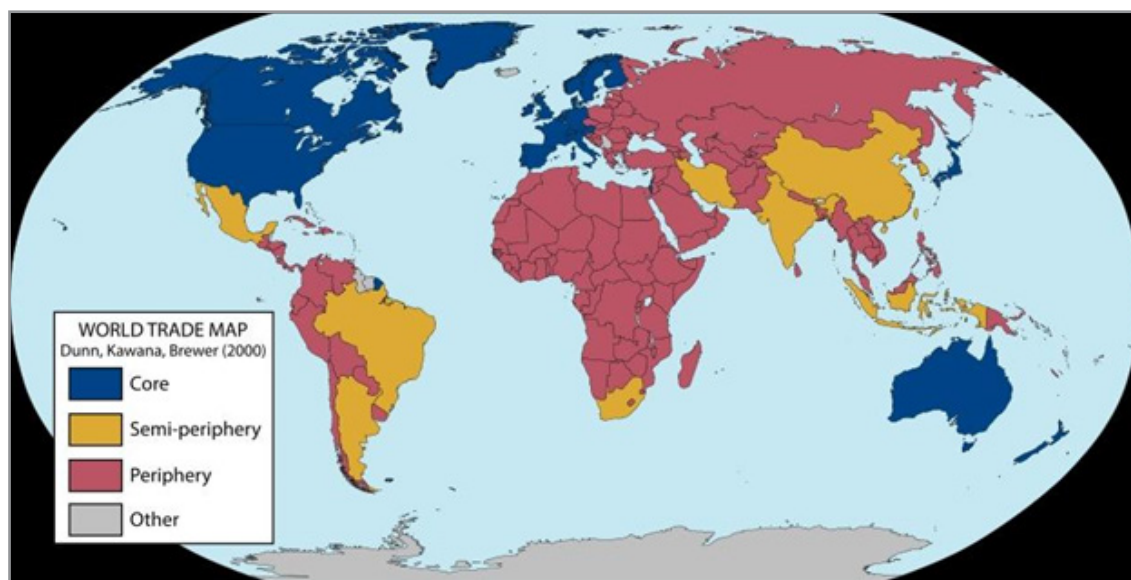 WORLD TRADE MAP
Dunn, Kawana, Brewer (2000)
Core
Semi-periphery
Periphery
Other